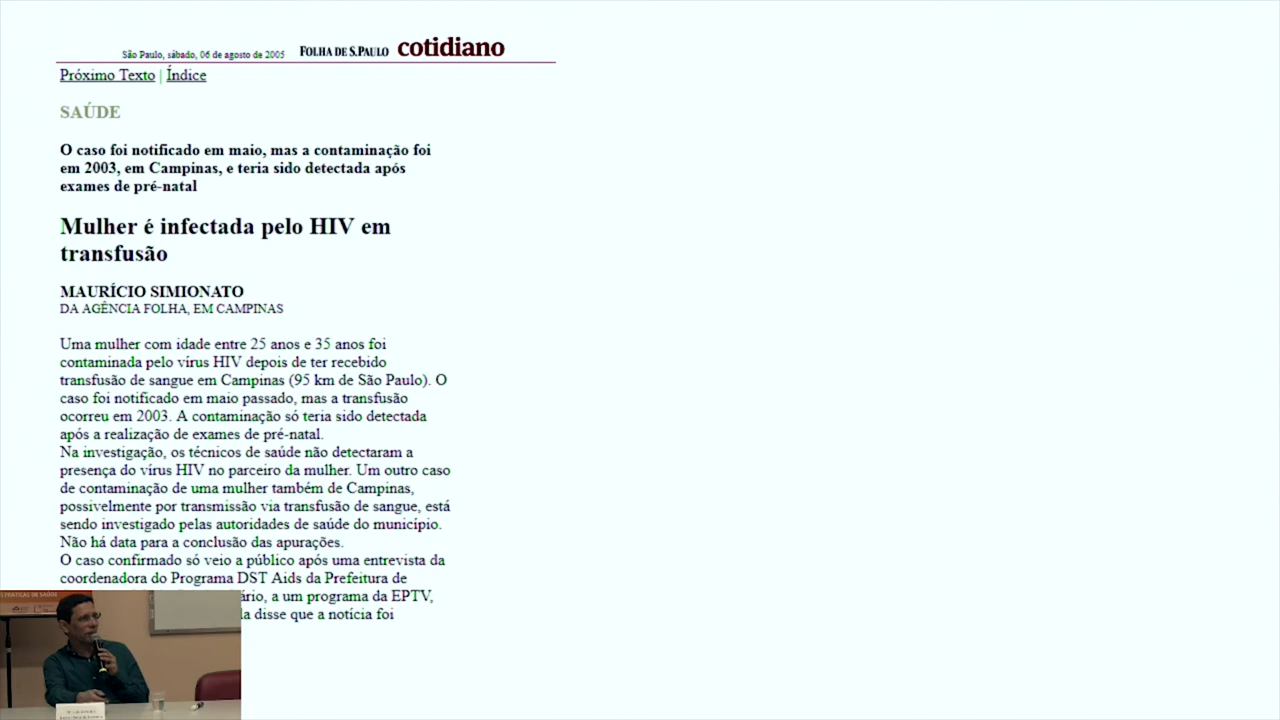 São Paulo, sábado, 06 de agosto de 2005 FOLHA DE S.PAULO cotidiano
Próximo Texto | Índice
SAÚDE
O caso foi notificado em maio, mas a contaminação foi
em 2003, em Campinas, e teria sido detectada após
exames de pré-natal
Mulher é infectada pelo HIV em
transfusão
MAURÍCIO SIMIONATO
DA AGÊNCIA FOLHA, EM CAMPINAS
Uma mulher com idade entre 25 anos e 35 anos foi
contaminada pelo vírus HIV depois de ter recebido
transfusão de sangue em Campinas (95 km de São Paulo). O
caso foi notificado em maio passado, mas a transfusão
ocorreu em 2003. A contaminação só teria sido detectada
após a realização de exames de pré-natal.
Na investigação, os técnicos de saúde não detectaram a
presença do vírus HIV no parceiro da mulher. Um outro caso
de contaminação de uma mulher também de Campinas,
possivelmente por transmissão via transfusão de sangue, está
sendo investigado pelas autoridades de saúde do município.
Não há data para a conclusão das apurações.
O caso confirmado só veio a público após uma entrevista da
coordenadora do Programa DST Aids da Prefeitura de
ário, a um programa da EPTV,
la disse que a notícia foi
PRÁTICAS DE SAÚDE